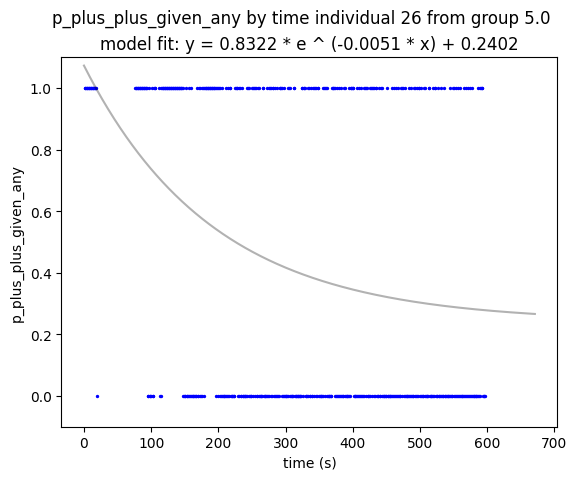 p_plus_plus_given_any by time individual 26 from group 5.0
model fit: y = 0.8322 * e ^ (-0.0051 * x) + 0.2402
1.0
0.8
0.6
0.4
0.2
0.0
p_plus_plus_given_any
0 100 200 300 400 500 600 700
time (s)